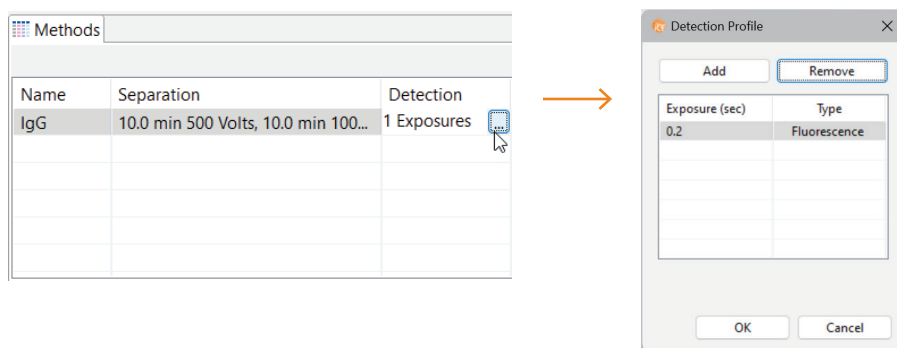 Methods
Name Separation Detection
IgG 10.0 min 500 Volts, 10.0 min 100... 1 Exposures ...
Detection Profile
Add Remove
Exposure (sec) Type
0.2 Fluorescence
OK Cancel